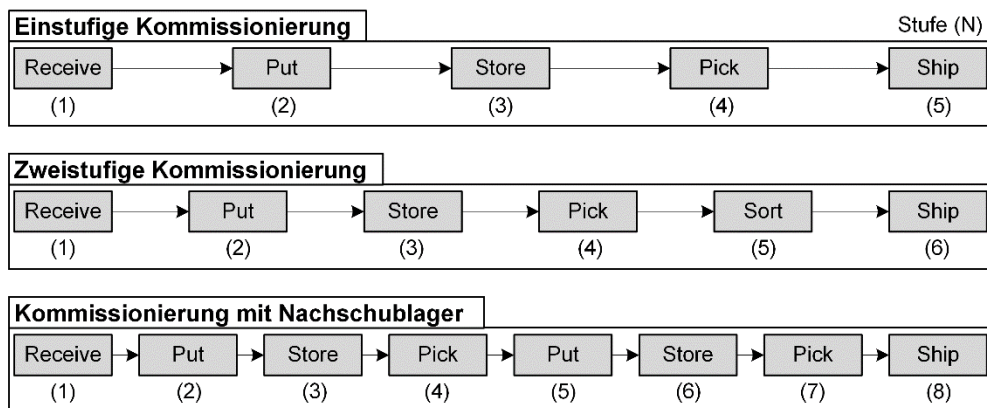 Einstufige Kommissionierung Stufe (N)
Receive Put Store Pick Ship
(1) (2) (3) (4) (5)
Zweistufige Kommissionierung
Receive Put Store Pick Sort Ship
(1) (2) (3) (4) (5) (6)
Kommissionierung mit Nachschublager
Receive Put Store Pick Put Store Pick Ship
(1) (2) (3) (4) (5) (6) (7) (8)